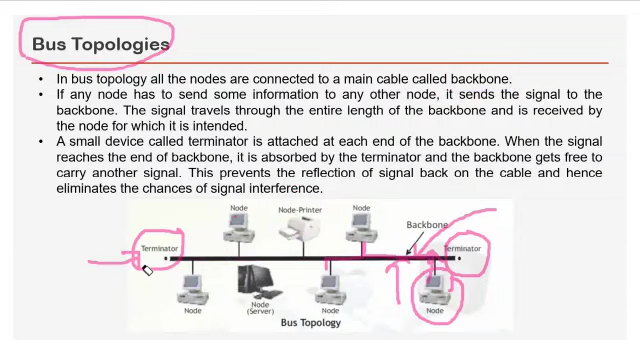 Bus Topologies
• In bus topology all the nodes are connected to a main cable called backbone.
• If any node has to send some information to any other node, it sends the signal to the
backbone. The signal travels through the entire length of the backbone and is received by
the node for which it is intended.
• A small device called terminator is attached at each end of the backbone. When the signal
reaches the end of backbone, it is absorbed by the terminator and the backbone gets free to
carry another signal. This prevents the reflection of signal back on the cable and hence
eliminates the chances of signal interference.
Node
Node-Printer
Node
Backbone
Terminator
Terminator
Node
Node
(Server)
Node
Node
Bus Topology